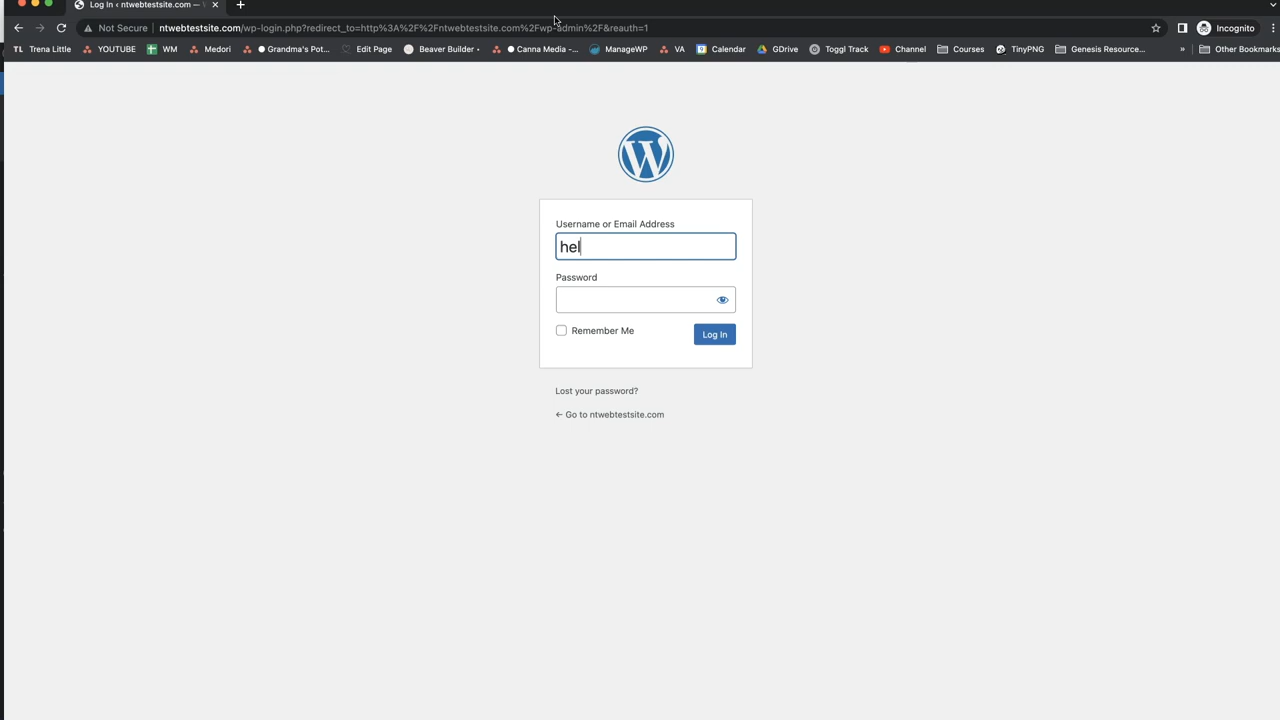 Log In < ntwebtestsite.com —
Not Secure ntwebtestsite.com/wp-login.php?redirect_to=http%3A%2F%2Fntwebtestsite.com%2Fwp-admin%2F&reauth=1
Incognito
TL Trena Little YOUTUBE WM Medori Grandma's Pot... Edit Page Beaver Builder Canna Media -... ManageWP VA Calendar GDrive Toggl Track Channel Courses TinyPNG Genesis Resource... » Other Bookmarks
Username or Email Address
hel
Password
Remember Me
Log In
Lost your password?
← Go to ntwebtestsite.com